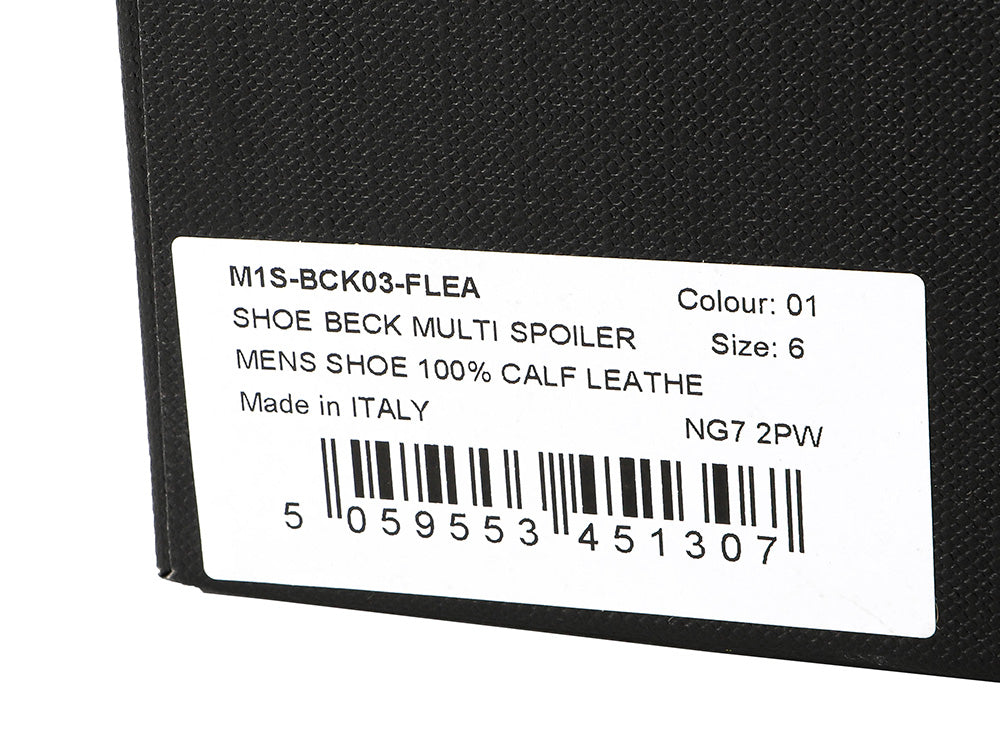 M1S-BCK03-FLEA
Colour: 01
SHOE BECK MULTI SPOILER
Size: 6
MENS SHOE 100% CALF LEATHE
Made in ITALY
NG7 2PW
5 059553 451307